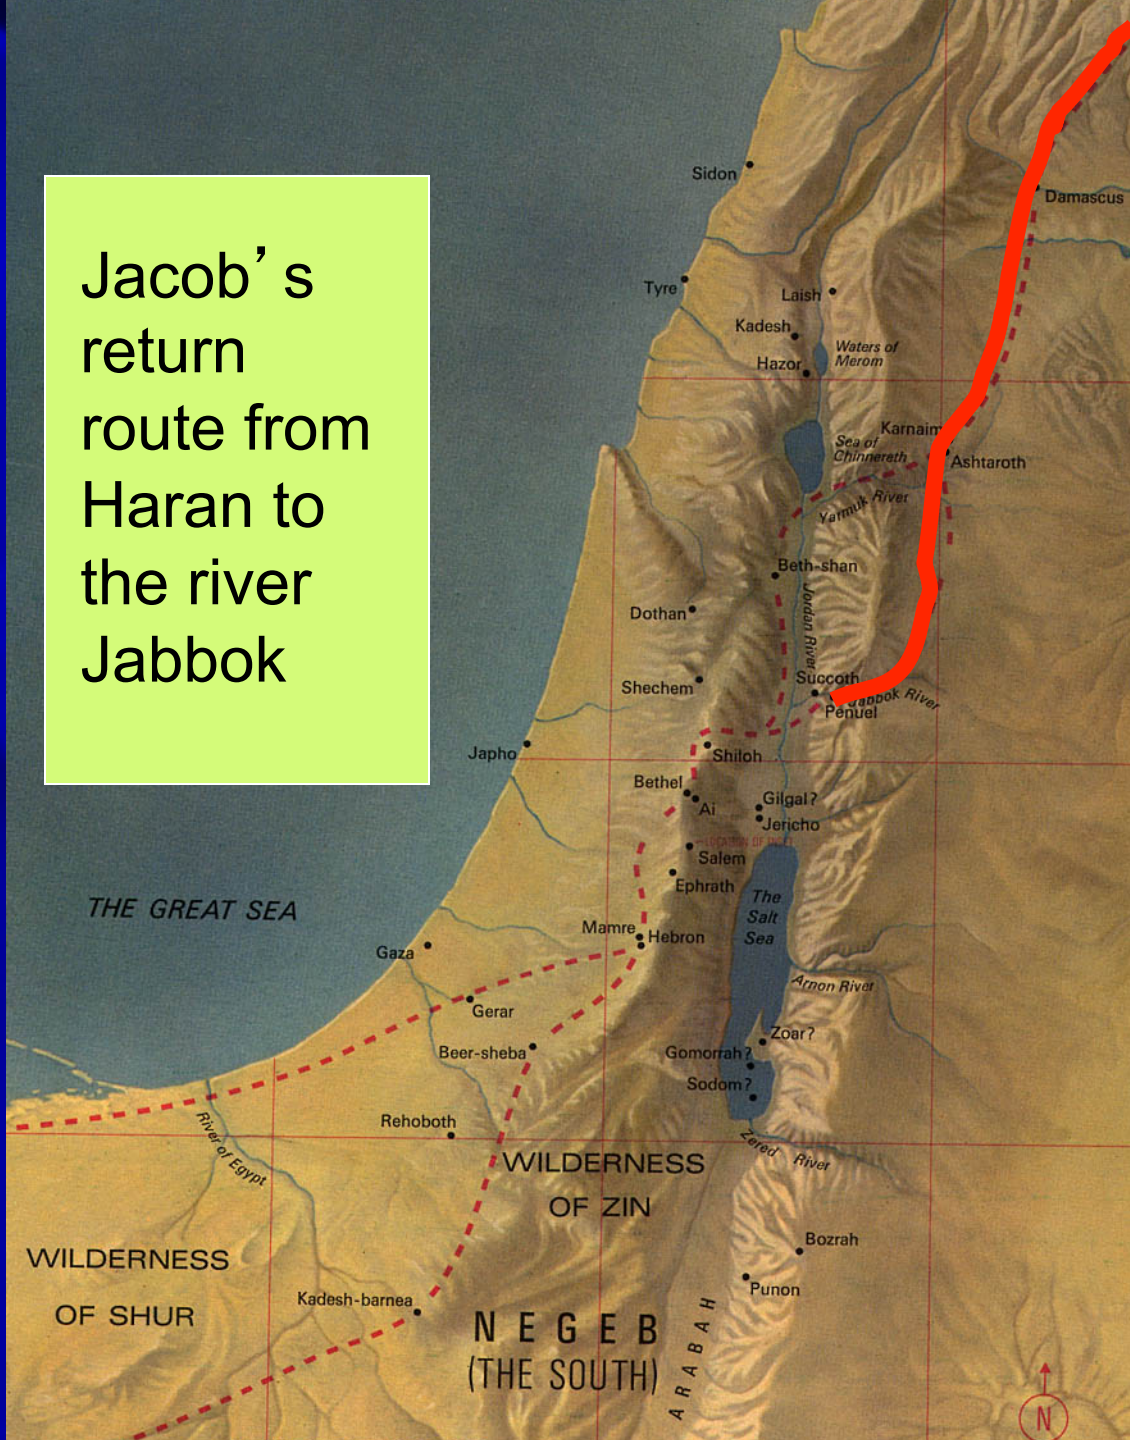 Jacob’s
return
route from
Haran to
the river
Jabbok
Sidon
Damascus
Tyre
Laish
Kadesh
Waters of
Merom
Hazor
Karnaim
Sea of
Chinnereth
Ashtaroth
Yarmuk River
Beth-shan
Jordan River
Dothan
Succoth
Shechem
Jabbok River
Penuel
Japho
Shiloh
Bethel
Ai
Gilgal?
Jericho
Salem
Ephrath
The
Salt
Sea
THE GREAT SEA
Mamre
Hebron
Gaza
Arnon River
Gerar
Zoar?
Beer-sheba
Gomorrah?
Sodom?
Rehoboth
River of Egypt
Zered River
WILDERNESS
OF ZIN
Bozrah
WILDERNESS
OF SHUR
Punon
Kadesh-barnea
NEGEB
(THE SOUTH)
ARABAH
N